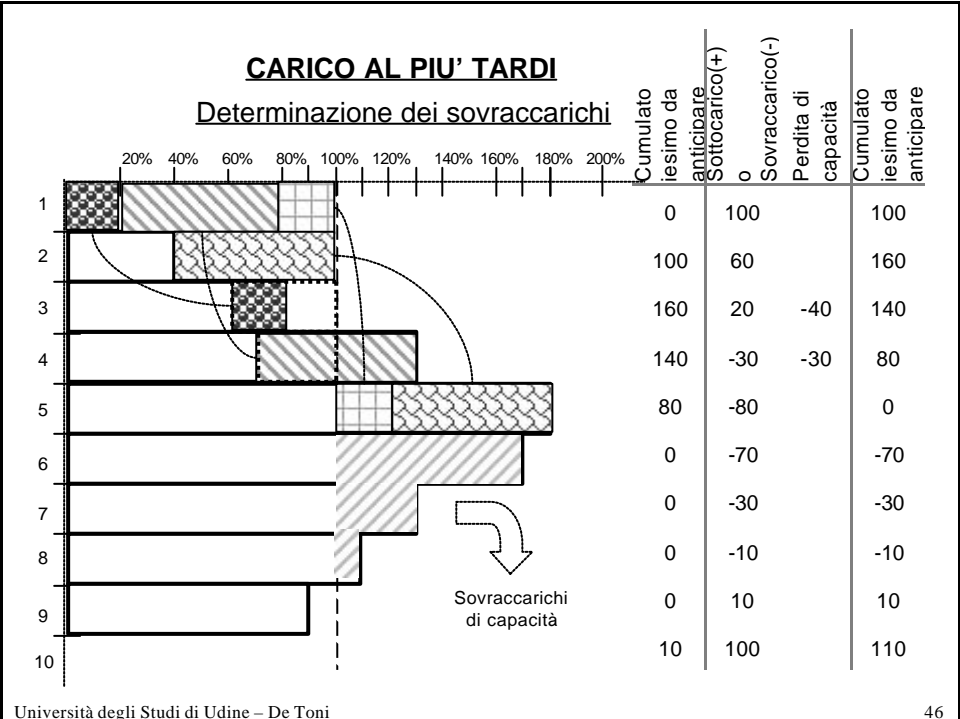 CARICO AL PIU' TARDI
Determinazione dei sovraccarichi
Cumulato
iesimo da
anticipare
Sottocarico(+)
o
Sovraccarico(-)
Perdita di
capacità
Cumulato
iesimo da
anticipare
20% 40% 60% 80% 100% 120% 140% 160% 180% 200%
1 0 100 100
2 100 60 160
3 160 20 -40 140
4 140 -30 -30 80
5 80 -80 0
6 0 -70 -70
7 0 -30 -30
8 0 -10 -10
Sovraccarichi
di capacità
9 0 10 10
10 10 100 110
Università degli Studi di Udine – De Toni 46